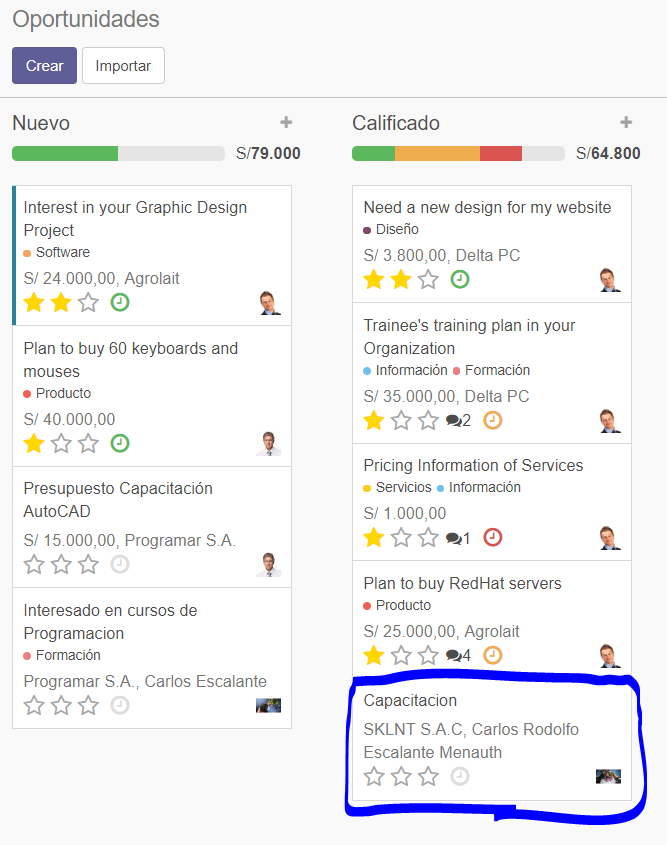 Oportunidades
Crear Importar
Nuevo
S/79.000
Interest in your Graphic Design
Project
Software
S/ 24.000,00, Agrolait
Plan to buy 60 keyboards and
mouses
Producto
S/ 40.000,00
Presupuesto Capacitación
AutoCAD
S/ 15.000,00, Programar S.A.
Interesado en cursos de
Programacion
Formación
Programar S.A., Carlos Escalante
Calificado
S/64.800
Need a new design for my website
Diseño
S/ 3.800,00, Delta PC
Trainee's training plan in your
Organization
Información Formación
S/ 35.000,00, Delta PC
2
Pricing Information of Services
Servicios Información
S/ 1.000,00
1
Plan to buy RedHat servers
Producto
S/ 25.000,00, Agrolait
4
Capacitacion
SKLNT S.A.C, Carlos Rodolfo
Escalante Menauth